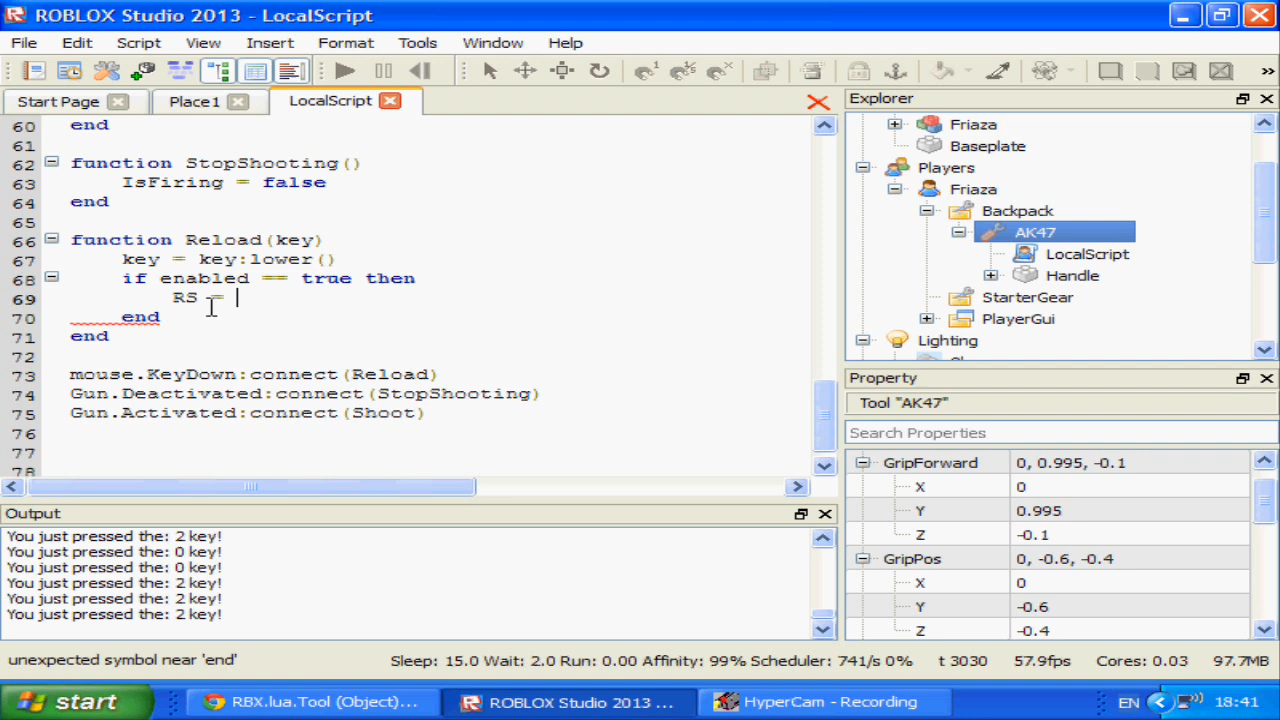 ROBLOX Studio 2013 - LocalScript
File Edit Script View Insert Format Tools Window Help
Start Page Place1 LocalScript
60 end
61
62 function StopShooting()
63 IsFiring = false
64 end
65
66 function Reload(key)
67 key = key:lower()
68 if enabled == true then
69 RS =
70 end
71 end
72
73 mouse.KeyDown:connect(Reload)
74 Gun.Deactivated:connect(StopShooting)
75 Gun.Activated:connect(Shoot)
76
77
78
Explorer
Friaza
Baseplate
Players
Friaza
Backpack
AK47
LocalScript
Handle
StarterGear
PlayerGui
Lighting
Property
Tool "AK47"
Search Properties
GripForward 0, 0.995, -0.1
X 0
Y 0.995
Z -0.1
GripPos 0, -0.6, -0.4
X 0
Y -0.6
Z -0.4
Output
You just pressed the: 2 key!
You just pressed the: 0 key!
You just pressed the: 0 key!
You just pressed the: 2 key!
You just pressed the: 2 key!
You just pressed the: 2 key!
unexpected symbol near 'end' Sleep: 15.0 Wait: 2.0 Run: 0.00 Affinity: 99% Scheduler: 741/s 0% t 3030 57.9fps Cores: 0.03 97.7MB
start RBX.lua.Tool (Object)... ROBLOX Studio 2013 ... HyperCam - Recording EN 18:41